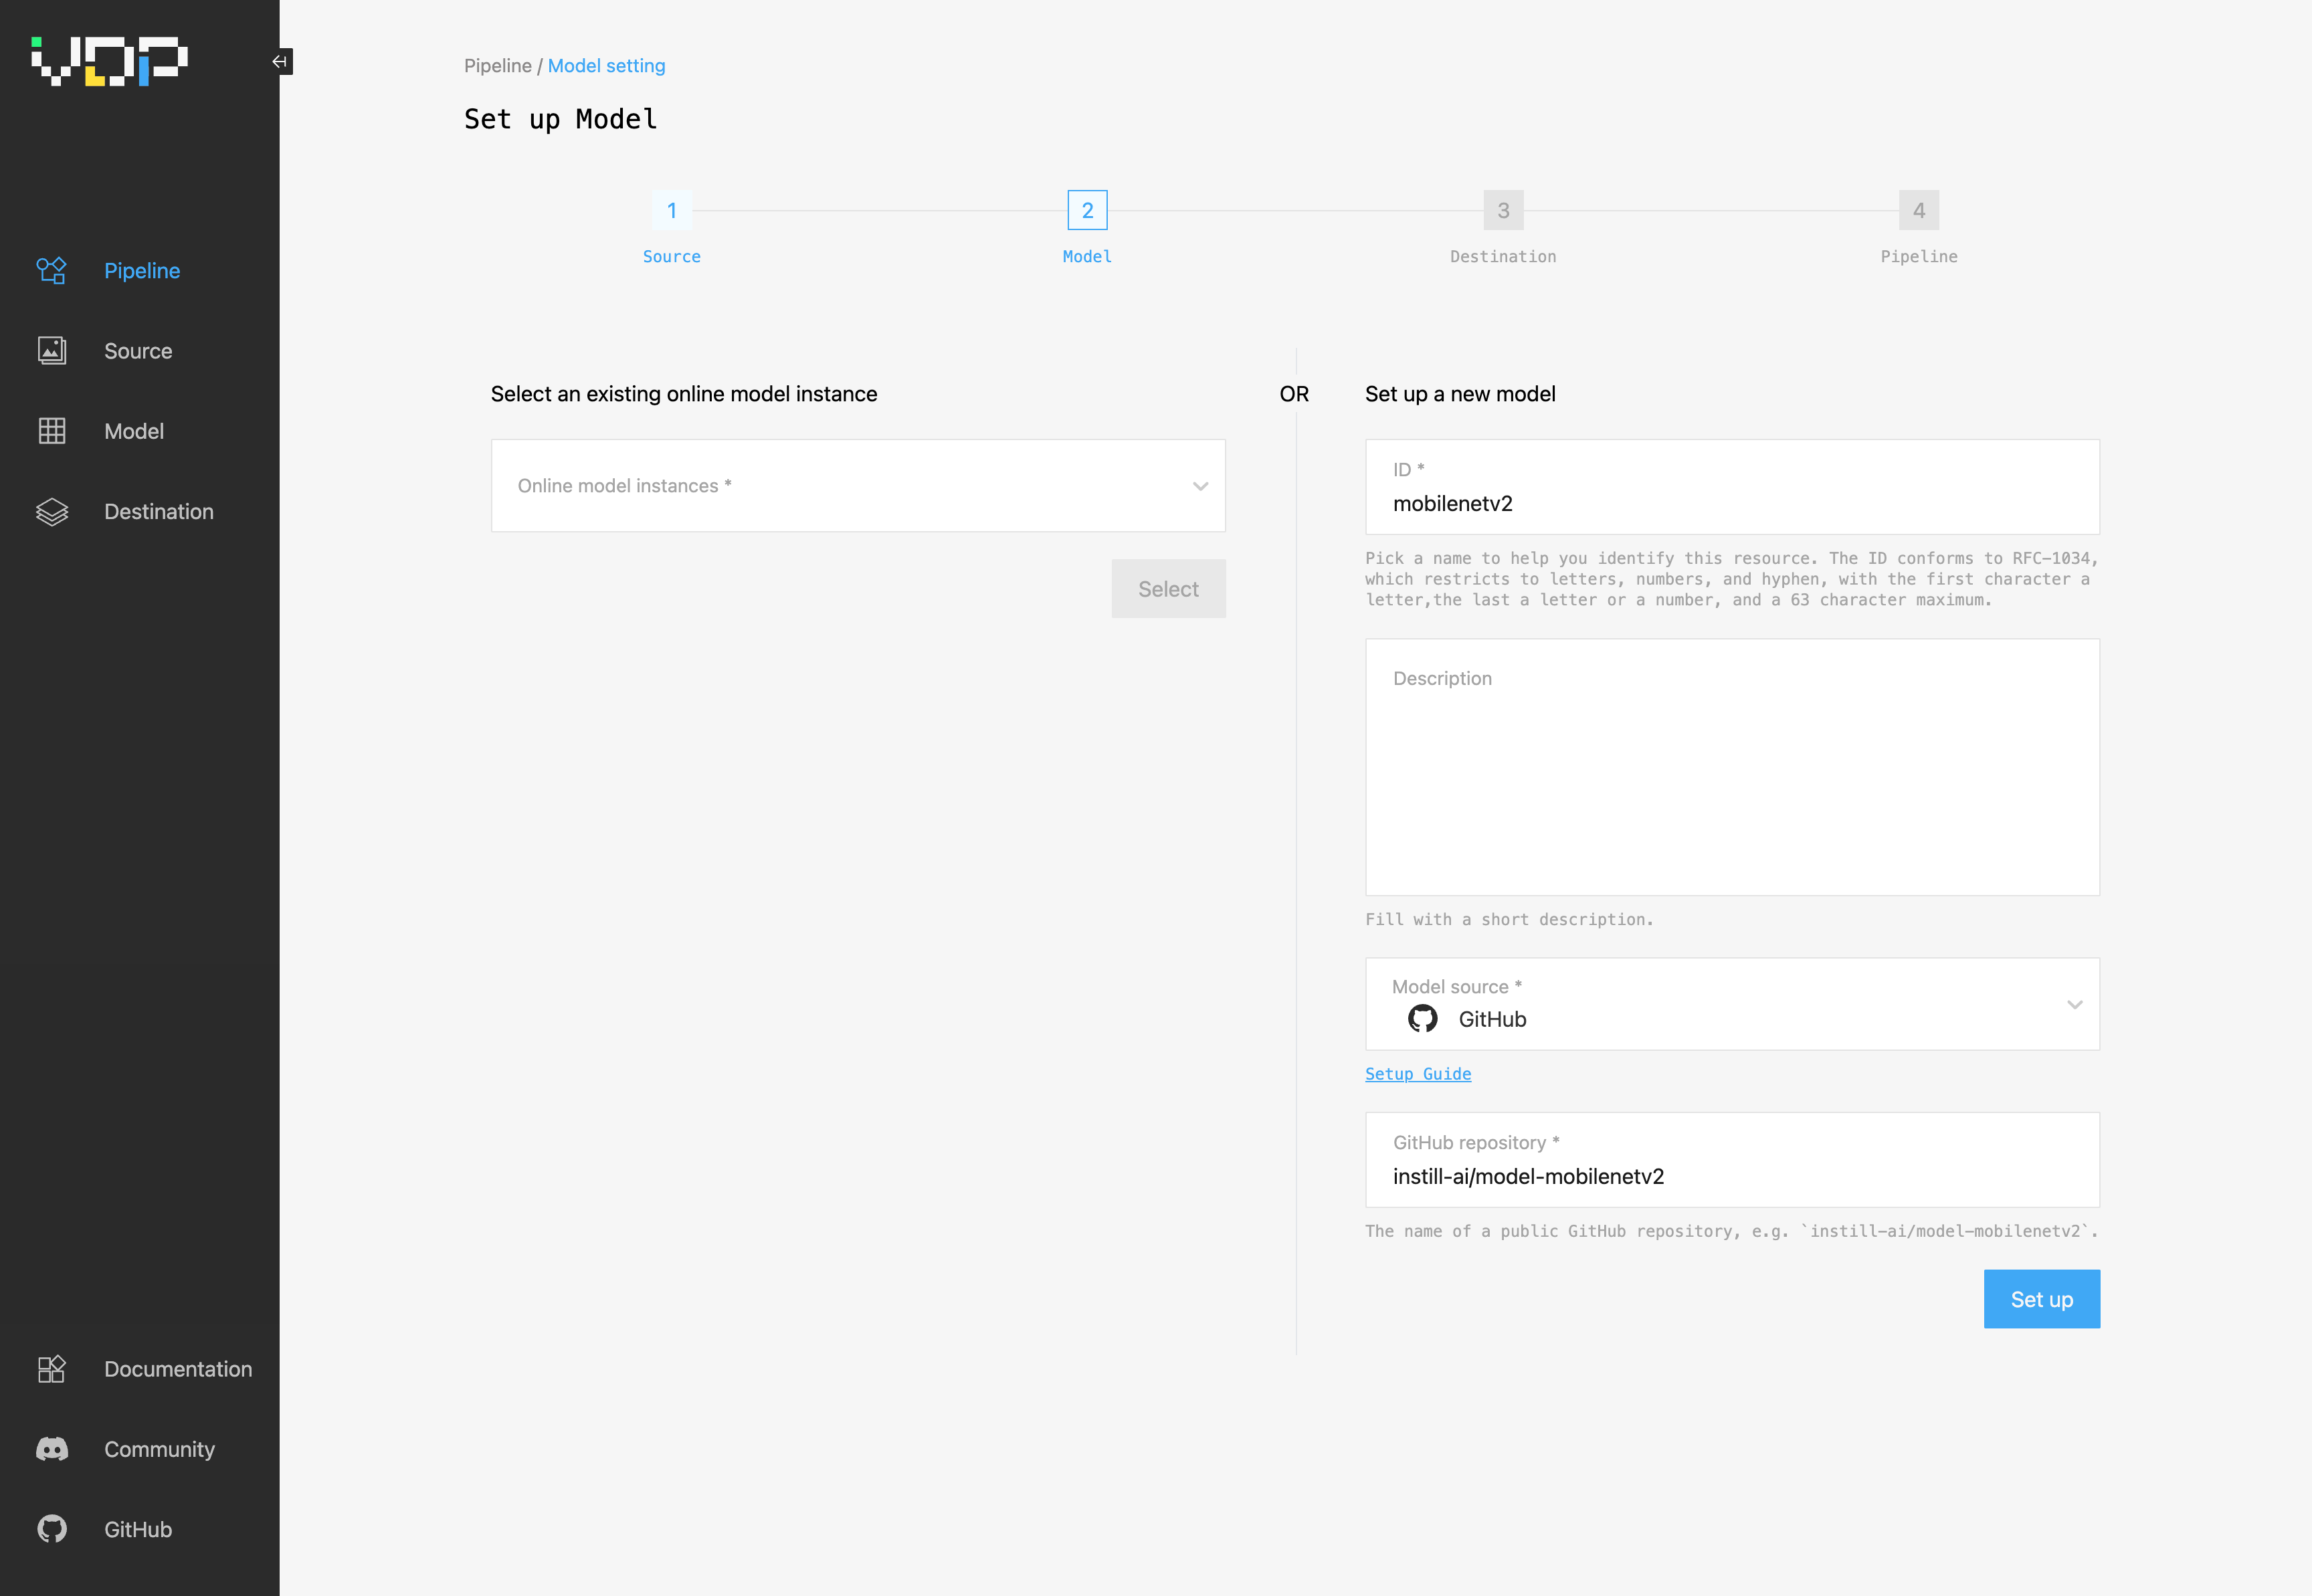 VDP
Pipeline
Source
Model
Destination
Documentation
Community
GitHub
Pipeline / Model setting
Set up Model
1
2
3
4
Source
Model
Destination
Pipeline
Select an existing online model instance
Online model instances *
Select
OR
Set up a new model
ID *
mobilenetv2
Pick a name to help you identify this resource. The ID conforms to RFC-1034,
which restricts to letters, numbers, and hyphen, with the first character a
letter,the last a letter or a number, and a 63 character maximum.
Description
Fill with a short description.
Model source *
GitHub
Setup Guide
GitHub repository *
instill-ai/model-mobilenetv2
The name of a public GitHub repository, e.g. `instill-ai/model-mobilenetv2`.
Set up